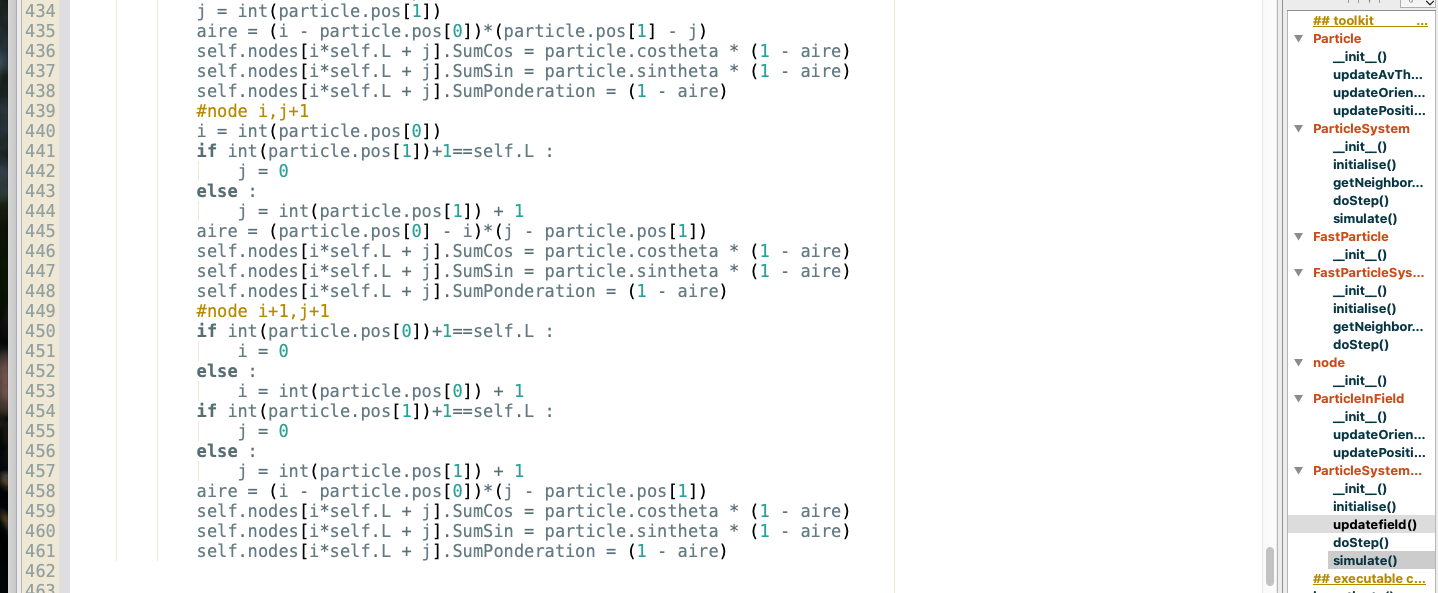 434 j = int(particle.pos[1])
435 aire = (i - particle.pos[0])*(particle.pos[1] - j)
436 self.nodes[i*self.L + j].SumCos = particle.costheta * (1 - aire)
437 self.nodes[i*self.L + j].SumSin = particle.sintheta * (1 - aire)
438 self.nodes[i*self.L + j].SumPonderation = (1 - aire)
439 #node i,j+1
440 i = int(particle.pos[0])
441 if int(particle.pos[1])+1==self.L :
442 j = 0
443 else :
444 j = int(particle.pos[1]) + 1
445 aire = (particle.pos[0] - i)*(j - particle.pos[1])
446 self.nodes[i*self.L + j].SumCos = particle.costheta * (1 - aire)
447 self.nodes[i*self.L + j].SumSin = particle.sintheta * (1 - aire)
448 self.nodes[i*self.L + j].SumPonderation = (1 - aire)
449 #node i+1,j+1
450 if int(particle.pos[0])+1==self.L :
451 i = 0
452 else :
453 i = int(particle.pos[0]) + 1
454 if int(particle.pos[1])+1==self.L :
455 j = 0
456 else :
457 j = int(particle.pos[1]) + 1
458 aire = (i - particle.pos[0])*(j - particle.pos[1])
459 self.nodes[i*self.L + j].SumCos = particle.costheta * (1 - aire)
460 self.nodes[i*self.L + j].SumSin = particle.sintheta * (1 - aire)
461 self.nodes[i*self.L + j].SumPonderation = (1 - aire)
462
463
## toolkit ...
Particle
__init__()
updateAvTh...
updateOrien...
updatePositi...
ParticleSystem
__init__()
initialise()
getNeighbor...
doStep()
simulate()
FastParticle
__init__()
FastParticleSys...
__init__()
initialise()
getNeighbor...
doStep()
node
__init__()
ParticleInField
__init__()
updateOrien...
updatePositi...
ParticleSystem...
__init__()
initialise()
updatefield()
doStep()
simulate()
## executable c...